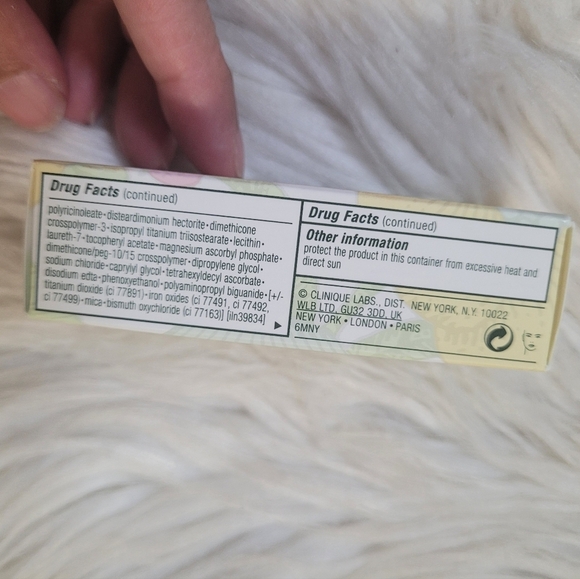 Drug Facts (continued)
polyricinoleate•disteardimonium hectorite•dimethicone
crosspolymer-3•isopropyl titanium triisostearate•lecithin•
laureth-7•tocopheryl acetate•magnesium ascorbyl phosphate•
dimethicone/peg-10/15 crosspolymer•dipropylene glycol•
sodium chloride•caprylyl glycol•tetrahexyldecyl ascorbate•
disodium edta•phenoxyethanol•polyaminopropyl biguanide•[+/-
titanium dioxide (ci 77891)•iron oxides (ci 77491, ci 77492,
ci 77499)•mica•bismuth oxychloride (ci 77163)] [iln39834]
Drug Facts (continued)
Other information
protect the product in this container from excessive heat and
direct sun
© CLINIQUE LABS., DIST. NEW YORK, N.Y. 10022
WLB LTD, GU32 3DD, UK
NEW YORK • LONDON • PARIS
6MNY